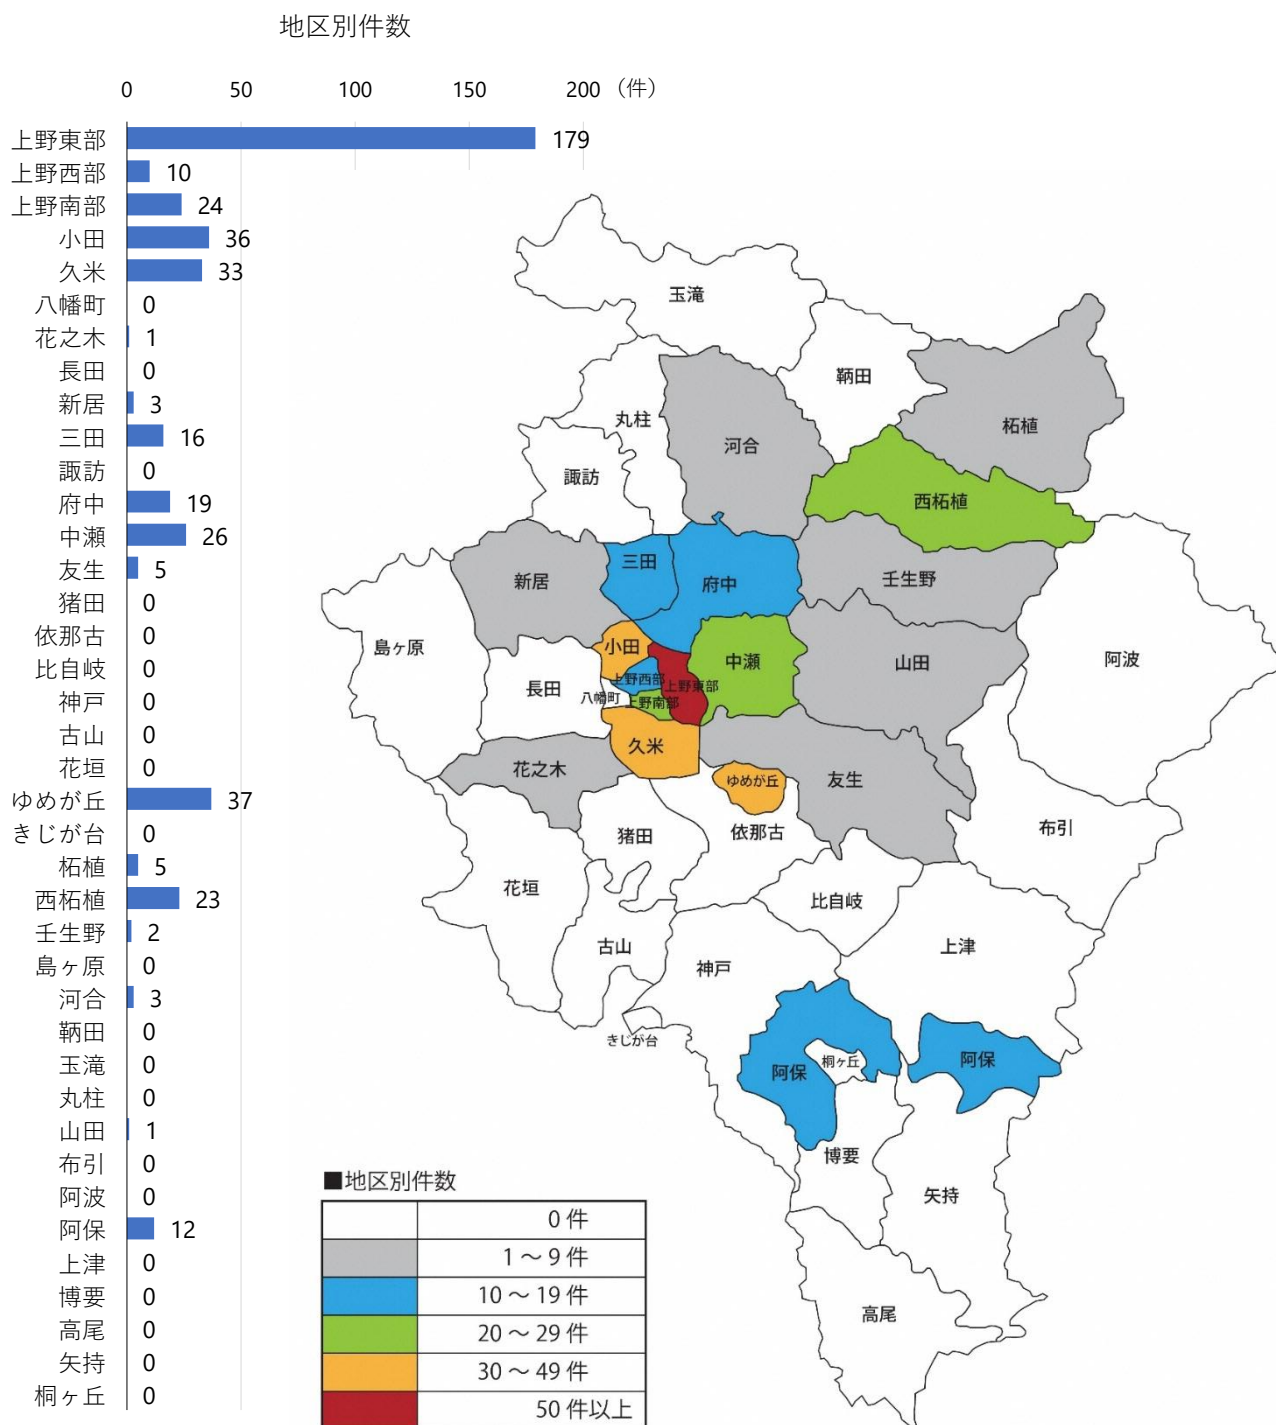 地区別件数
0 50 100 150 200 （件）
上野東部 179
上野西部 10
上野南部 24
小田 36
久米 33
八幡町 0
花之木 1
長田 0
新居 3
三田 16
諏訪 0
府中 19
中瀬 26
友生 5
猪田 0
依那古 0
比自岐 0
神戸 0
古山 0
花垣 0
ゆめが丘 37
きじが台 0
柘植 5
西柘植 23
壬生野 2
島ヶ原 0
河合 3
鞆田 0
玉滝 0
丸柱 0
山田 1
布引 0
阿波 0
阿保 12
上津 0
博要 0
高尾 0
矢持 0
桐ヶ丘 0
玉滝
鞆田
柘植
丸柱
河合
諏訪
西柘植
三田
新居
府中
壬生野
島ヶ原
小田
中瀬
山田
阿波
長田
上野西部
上野東部
八幡町
上野南部
久米
花之木
ゆめが丘
友生
猪田
依那古
布引
花垣
比自岐
古山
神戸
上津
きじが台
桐ヶ丘
阿保
阿保
博要
矢持
高尾
■地区別件数
0 件
1 ～ 9 件
10 ～ 19 件
20 ～ 29 件
30 ～ 49 件
50 件以上